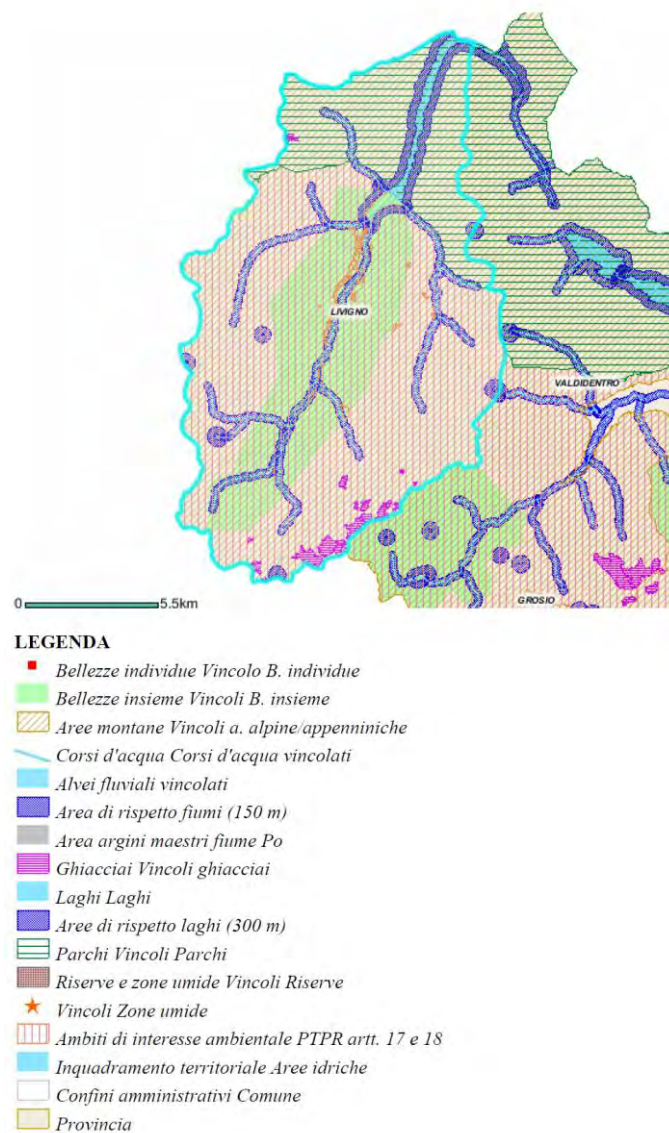 LIVIGNO
VALDIDENTRO
GROSIO
0 5.5km
LEGENDA
Bellezze individue Vincolo B. individue
Bellezze insieme Vincoli B. insieme
Aree montane Vincoli a. alpine/appenniniche
Corsi d'acqua Corsi d'acqua vincolati
Alvei fluviali vincolati
Area di rispetto fiumi (150 m)
Area argini maestri fiume Po
Ghiacciai Vincoli ghiacciai
Laghi Laghi
Aree di rispetto laghi (300 m)
Parchi Vincoli Parchi
Riserve e zone umide Vincoli Riserve
Vincoli Zone umide
Ambiti di interesse ambientale PTPR artt. 17 e 18
Inquadramento territoriale Aree idriche
Confini amministrativi Comune
Provincia